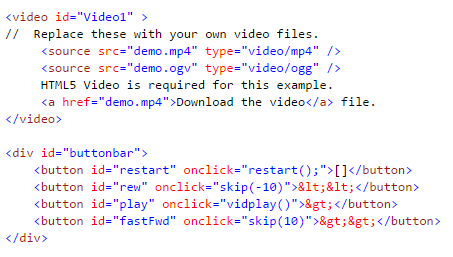 <video id="Video1" >
//  Replace these with your own video files.
     <source src="demo.mp4" type="video/mp4" />
     <source src="demo.ogv" type="video/ogg" />
     HTML5 Video is required for this example.
     <a href="demo.mp4">Download the video</a> file.
</video>

<div id="buttonbar">
    <button id="restart" onclick="restart();">[]</button>
    <button id="rew" onclick="skip(-10)">&lt;&lt;</button>
    <button id="play" onclick="vidplay()">&gt;</button>
    <button id="fastFwd" onclick="skip(10)">&gt;&gt;</button>
</div>